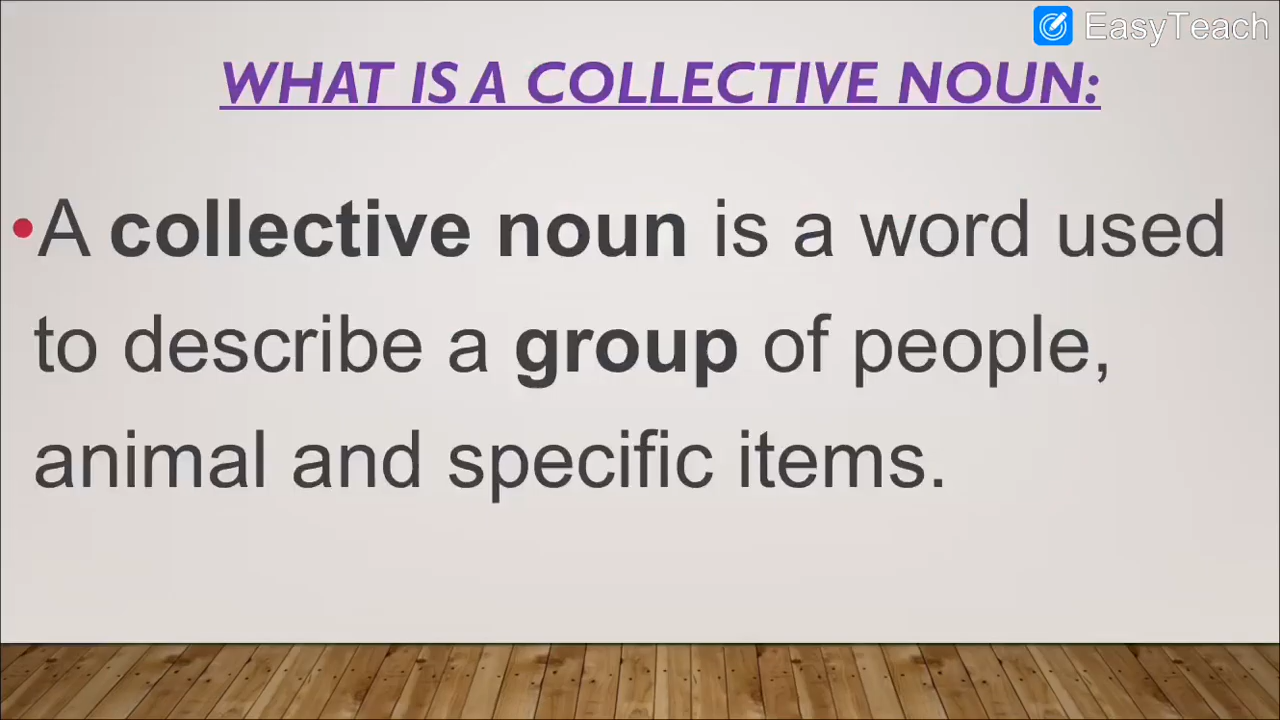 EasyTeach
WHAT IS A COLLECTIVE NOUN:
•A collective noun is a word used
to describe a group of people,
animal and specific items.